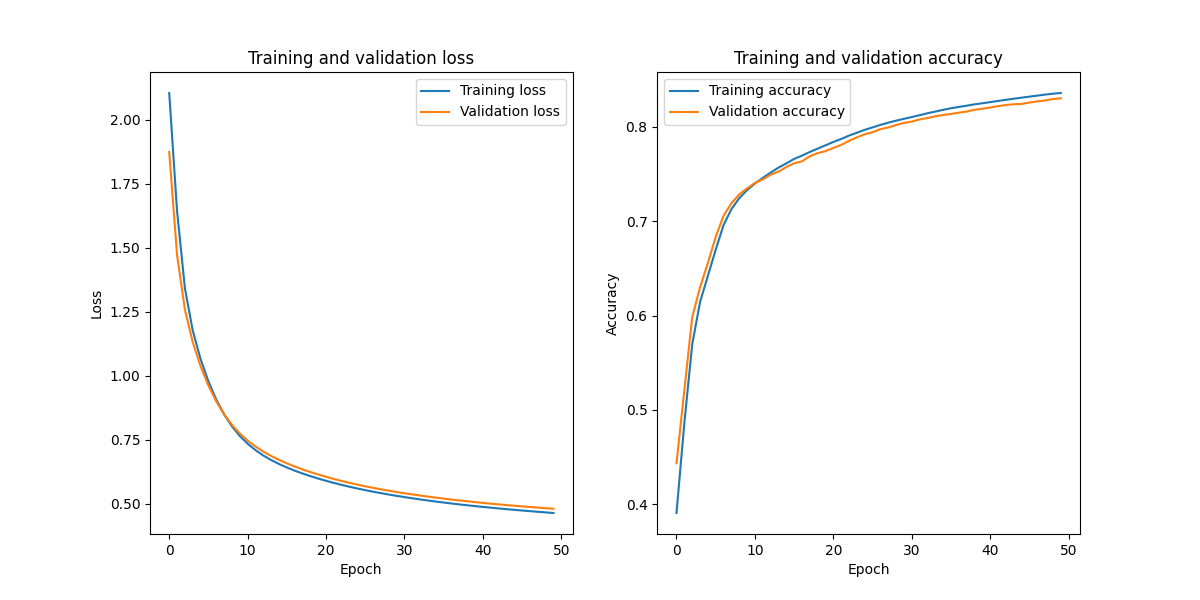 Training and validation loss
Training loss
Validation loss
2.00
1.75
1.50
1.25
1.00
0.75
0.50
Loss
0
10
20
30
40
50
Epoch
Training and validation accuracy
Training accuracy
Validation accuracy
0.8
0.7
0.6
0.5
0.4
Accuracy
0
10
20
30
40
50
Epoch